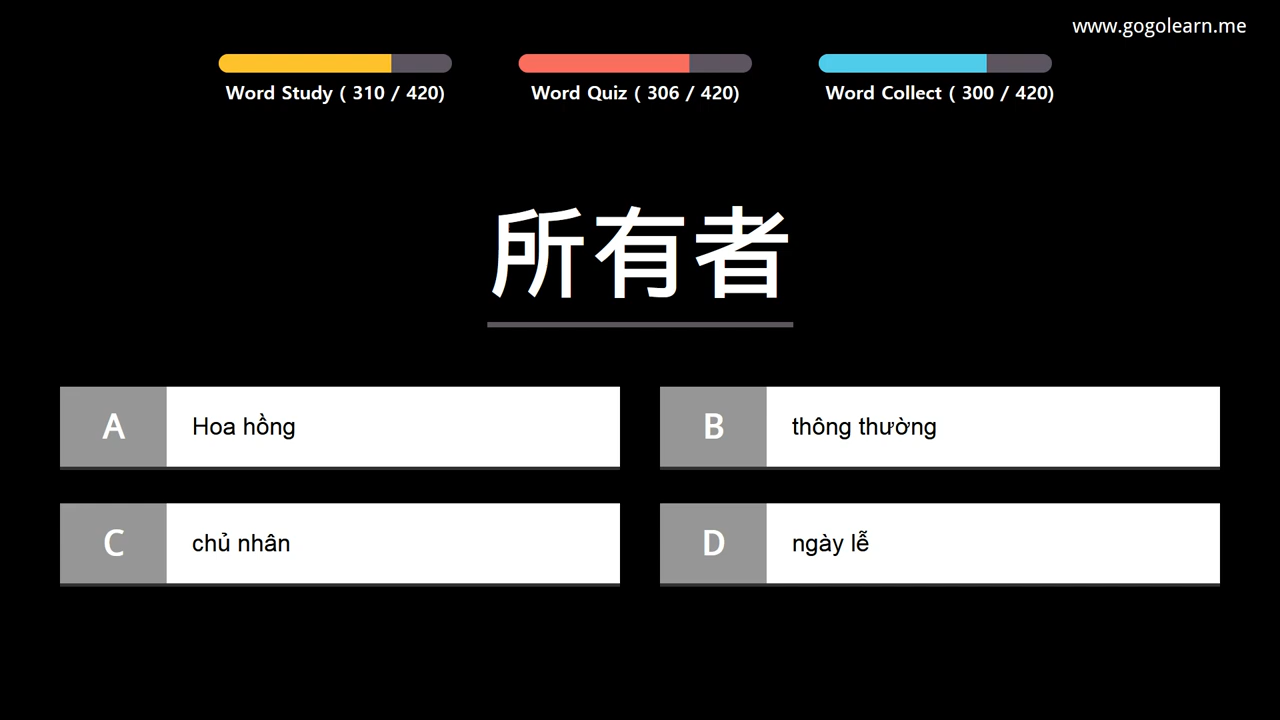 www.gogolearn.me
Word Study ( 310 / 420)
Word Quiz ( 306 / 420)
Word Collect ( 300 / 420)
所有者
A Hoa hồng
B thông thường
C chủ nhân
D ngày lễ